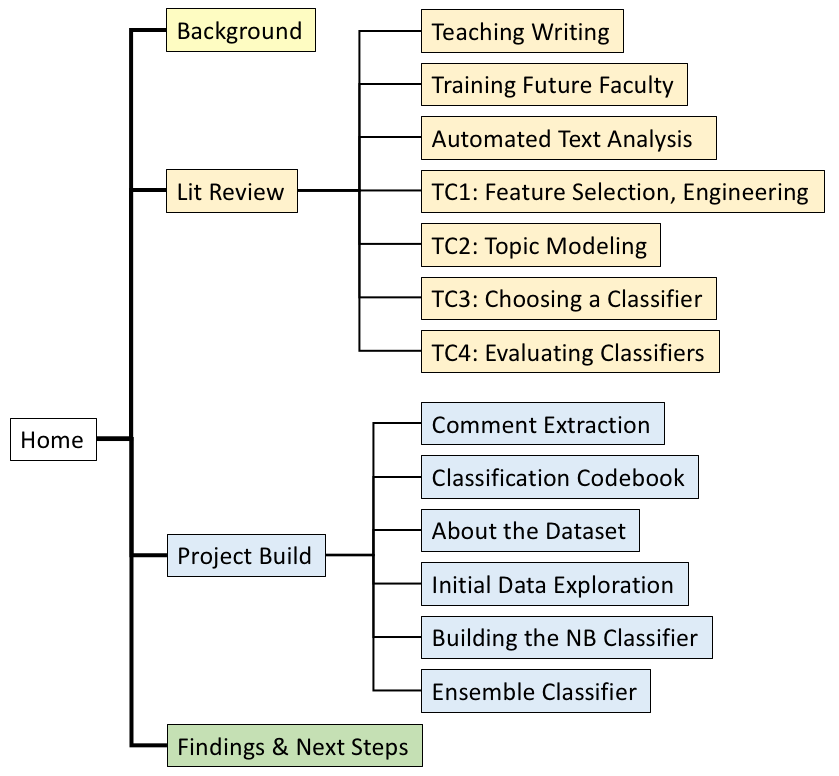 Home
Background
Lit Review
Teaching Writing
Training Future Faculty
Automated Text Analysis
TC1: Feature Selection, Engineering
TC2: Topic Modeling
TC3: Choosing a Classifier
TC4: Evaluating Classifiers
Project Build
Comment Extraction
Classification Codebook
About the Dataset
Initial Data Exploration
Building the NB Classifier
Ensemble Classifier
Findings & Next Steps